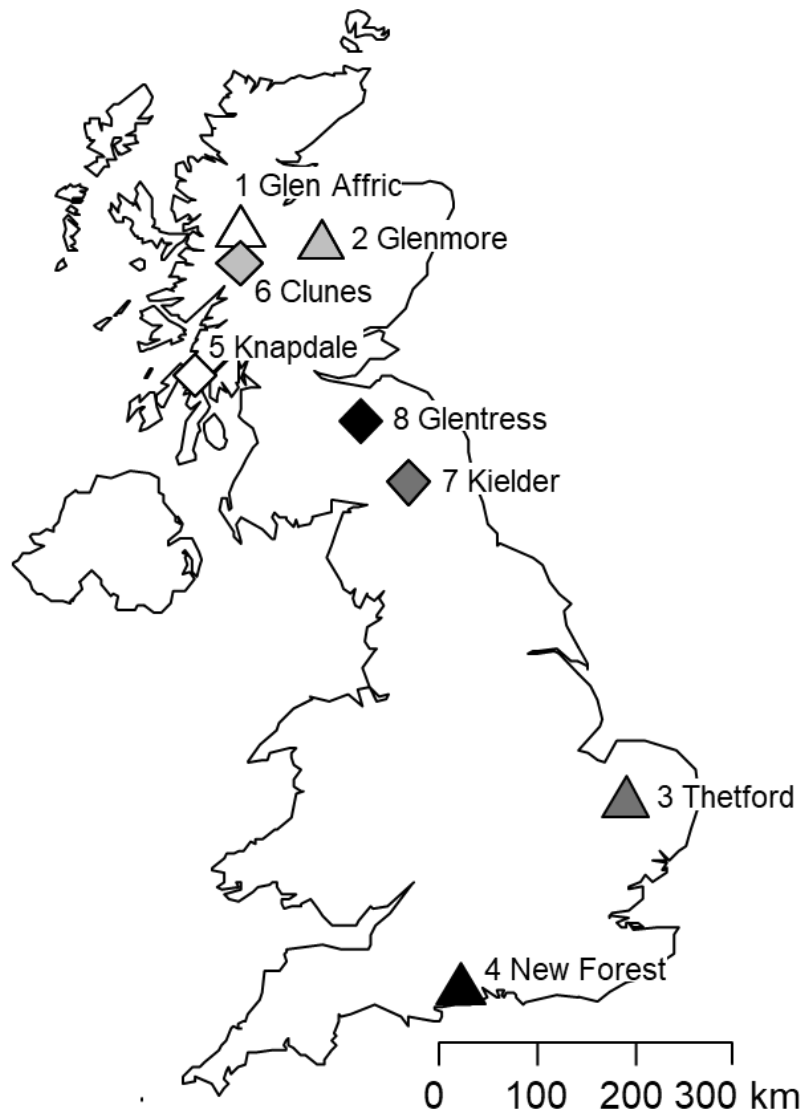 1 Glen Affric
2 Glenmore
6 Clunes
5 Knapdale
8 Glentress
7 Kielder
3 Thetford
4 New Forest
0 100 200 300 km